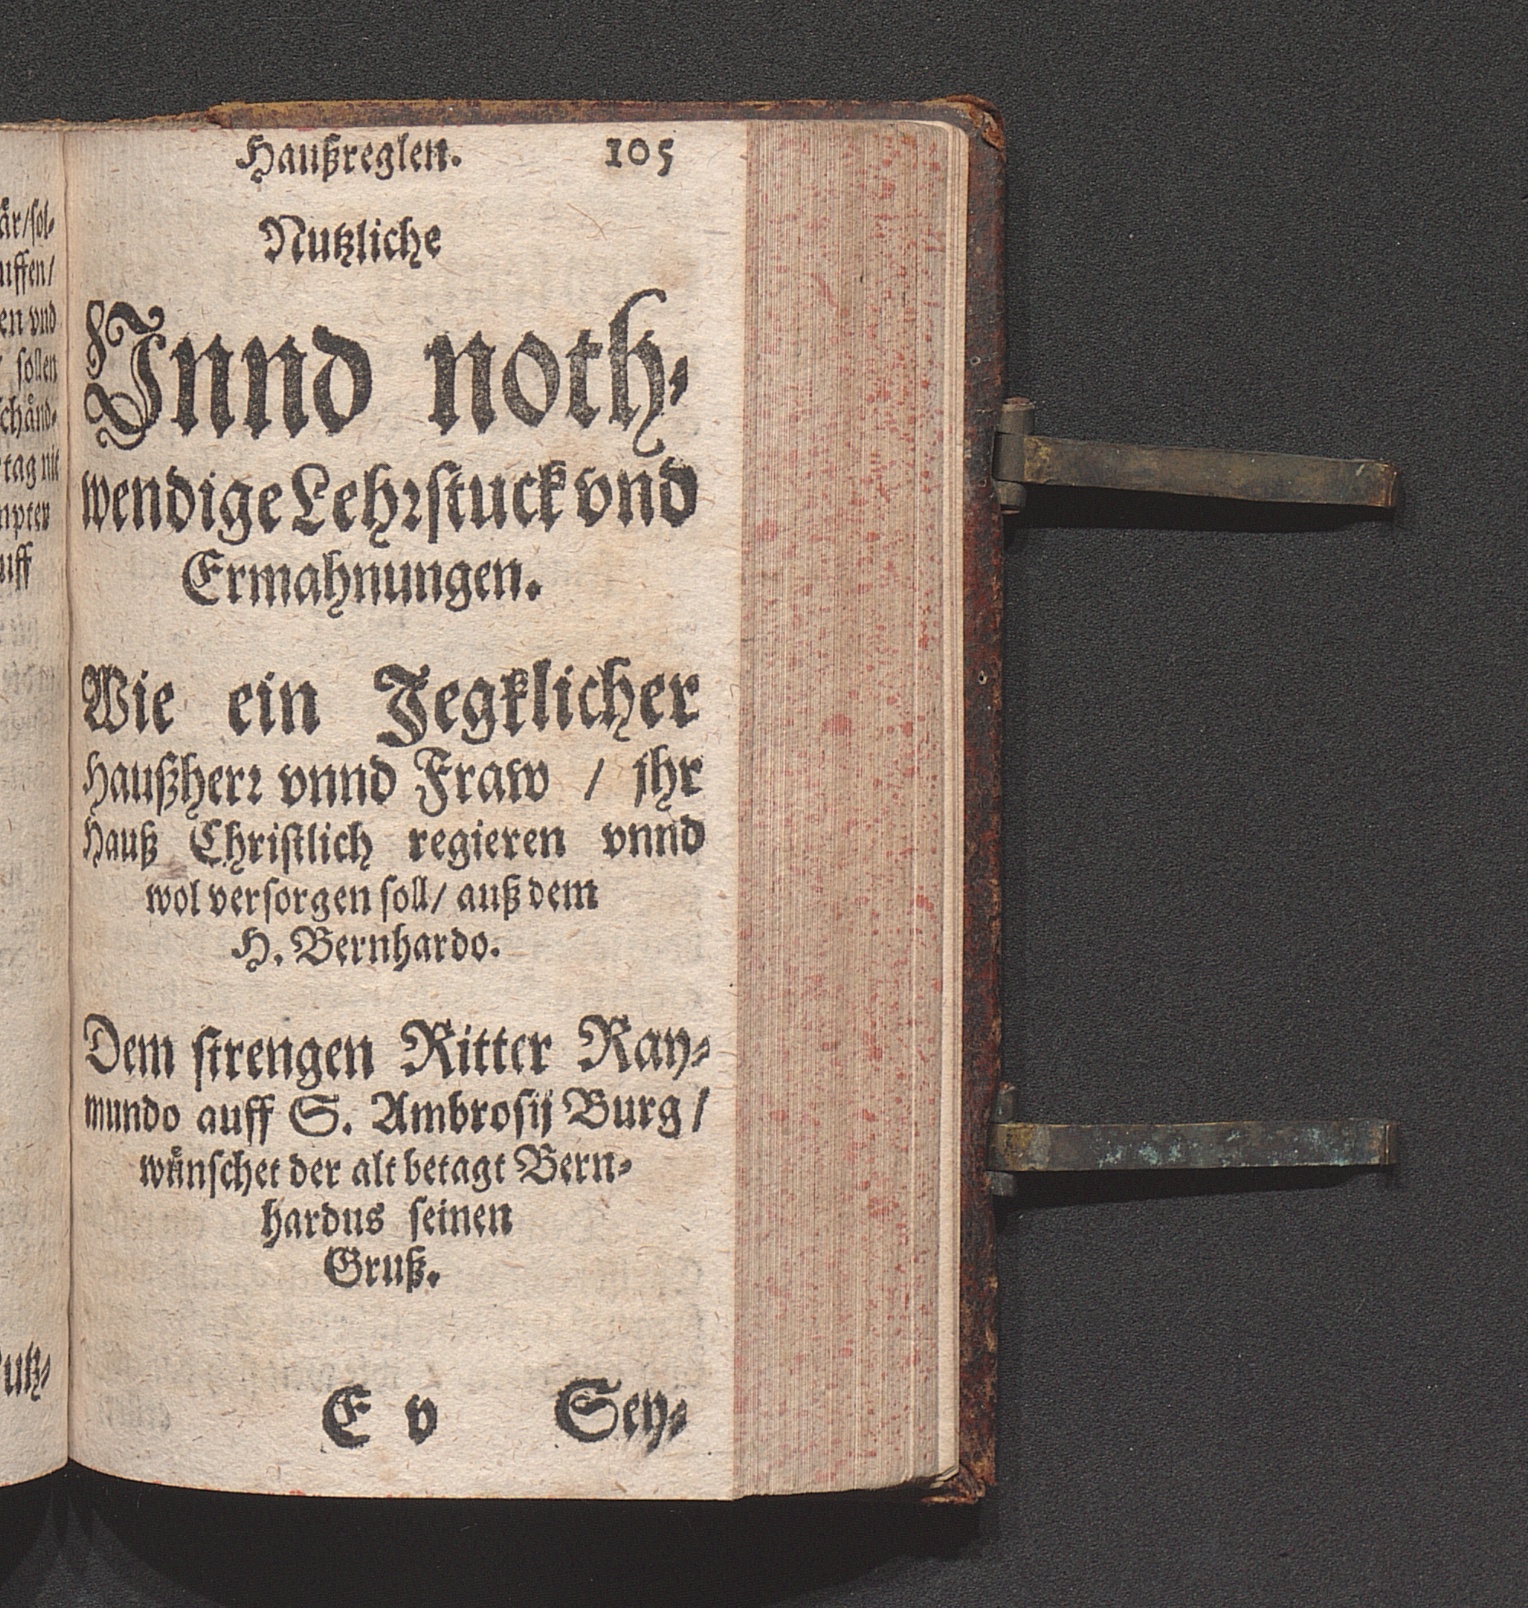 Haußreglen. 105
Nutzliche
Vnnd noth-
wendige Lehrstuck vnd
Ermahnungen.
Wie ein Jegklicher
Haußherr vnnd Fraw / jhr
Hauß Christlich regieren vnnd
wol versorgen soll / auß dem
H. Bernhardo.
Dem strengen Ritter Ray-
mundo auff S. Ambrosij Burg /
wünschet der alt betagt Bern-
hardus seinen
Gruß.
E v Sey-
sollen